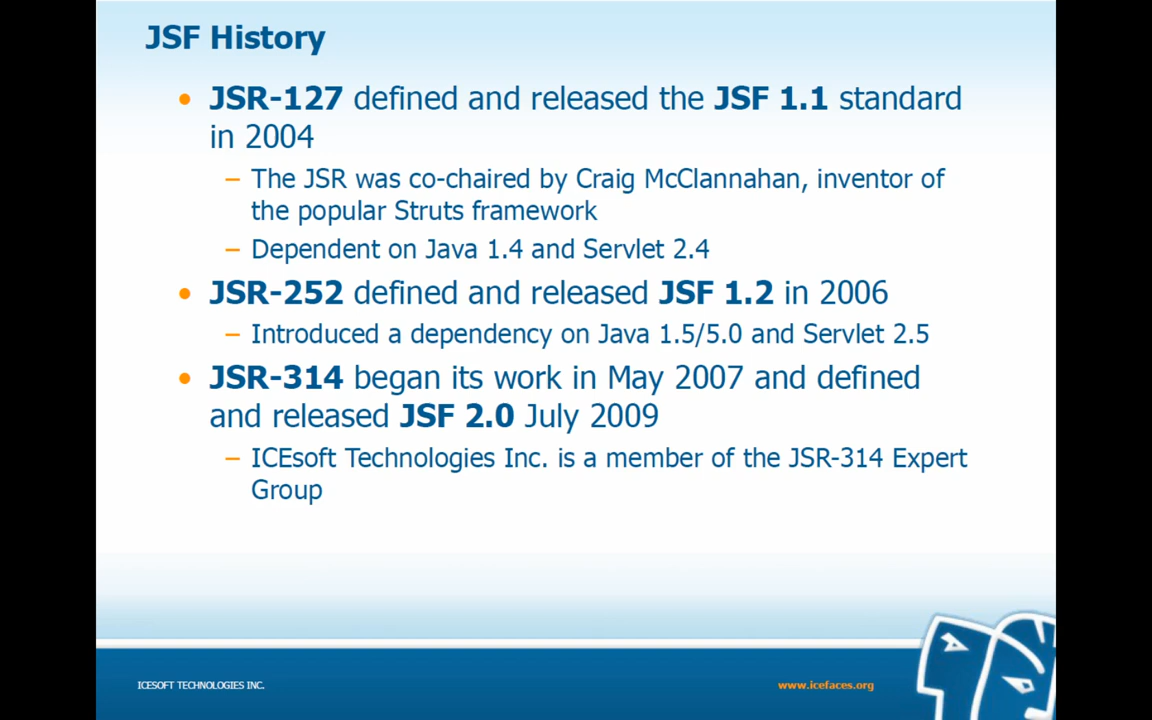 JSF History
• JSR-127 defined and released the JSF 1.1 standard
in 2004
– The JSR was co-chaired by Craig McClannahan, inventor of
the popular Struts framework
– Dependent on Java 1.4 and Servlet 2.4
• JSR-252 defined and released JSF 1.2 in 2006
– Introduced a dependency on Java 1.5/5.0 and Servlet 2.5
• JSR-314 began its work in May 2007 and defined
and released JSF 2.0 July 2009
– ICEsoft Technologies Inc. is a member of the JSR-314 Expert
Group
ICESOFT TECHNOLOGIES INC.
www.icefaces.org